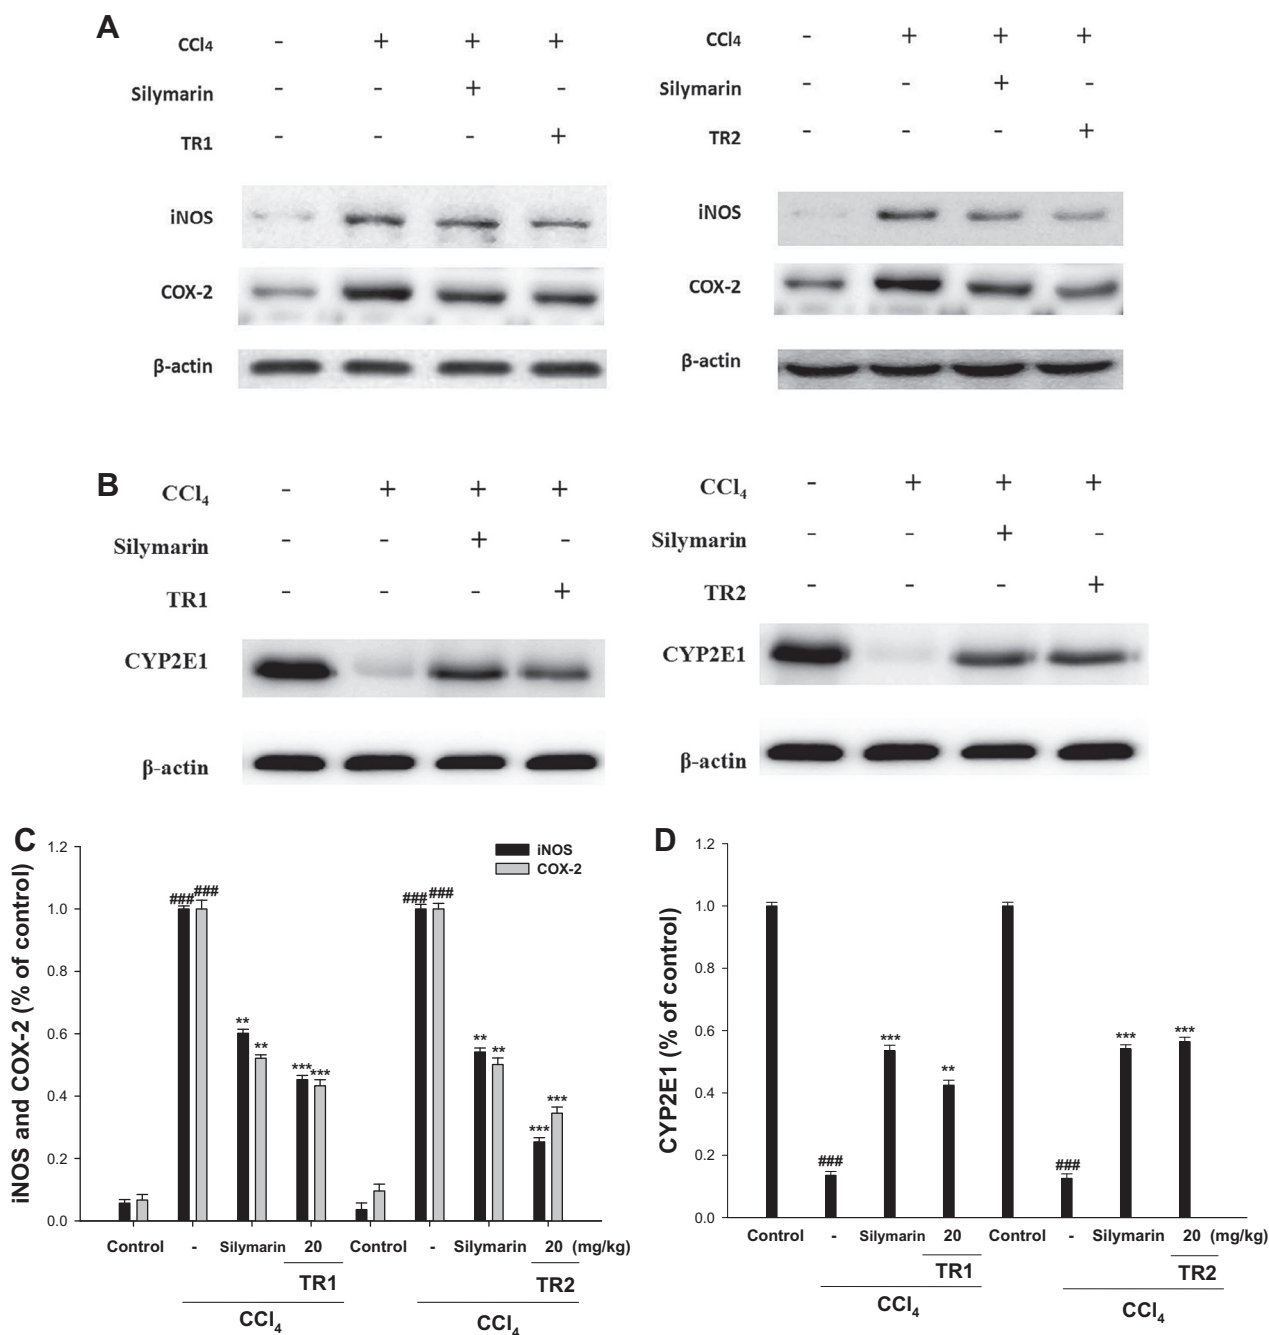 A
CCl4 - + + +
Silymarin - - + -
TR1 - - - +
iNOS
COX-2
β-actin
CCl4 - + + +
Silymarin - - + -
TR2 - - - +
iNOS
COX-2
β-actin
B
CCl4 - + + +
Silymarin - - + -
TR1 - - - +
CYP2E1
β-actin
CCl4 - + + +
Silymarin - - + -
TR2 - - - +
CYP2E1
β-actin
C
iNOS and COX-2 (% of control)
1.2
1.0
0.8
0.6
0.4
0.2
0.0
iNOS
COX-2
### ### ### ###
** ** *** *** ** ** *** ***
Control - Silymarin 20 Control - Silymarin 20 (mg/kg)
TR1 TR2
CCl4 CCl4
D
CYP2E1 (% of control)
1.2
1.0
0.8
0.6
0.4
0.2
0.0
### *** ** ### *** ***
Control - Silymarin 20 Control - Silymarin 20 (mg/kg)
TR1 TR2
CCl4 CCl4